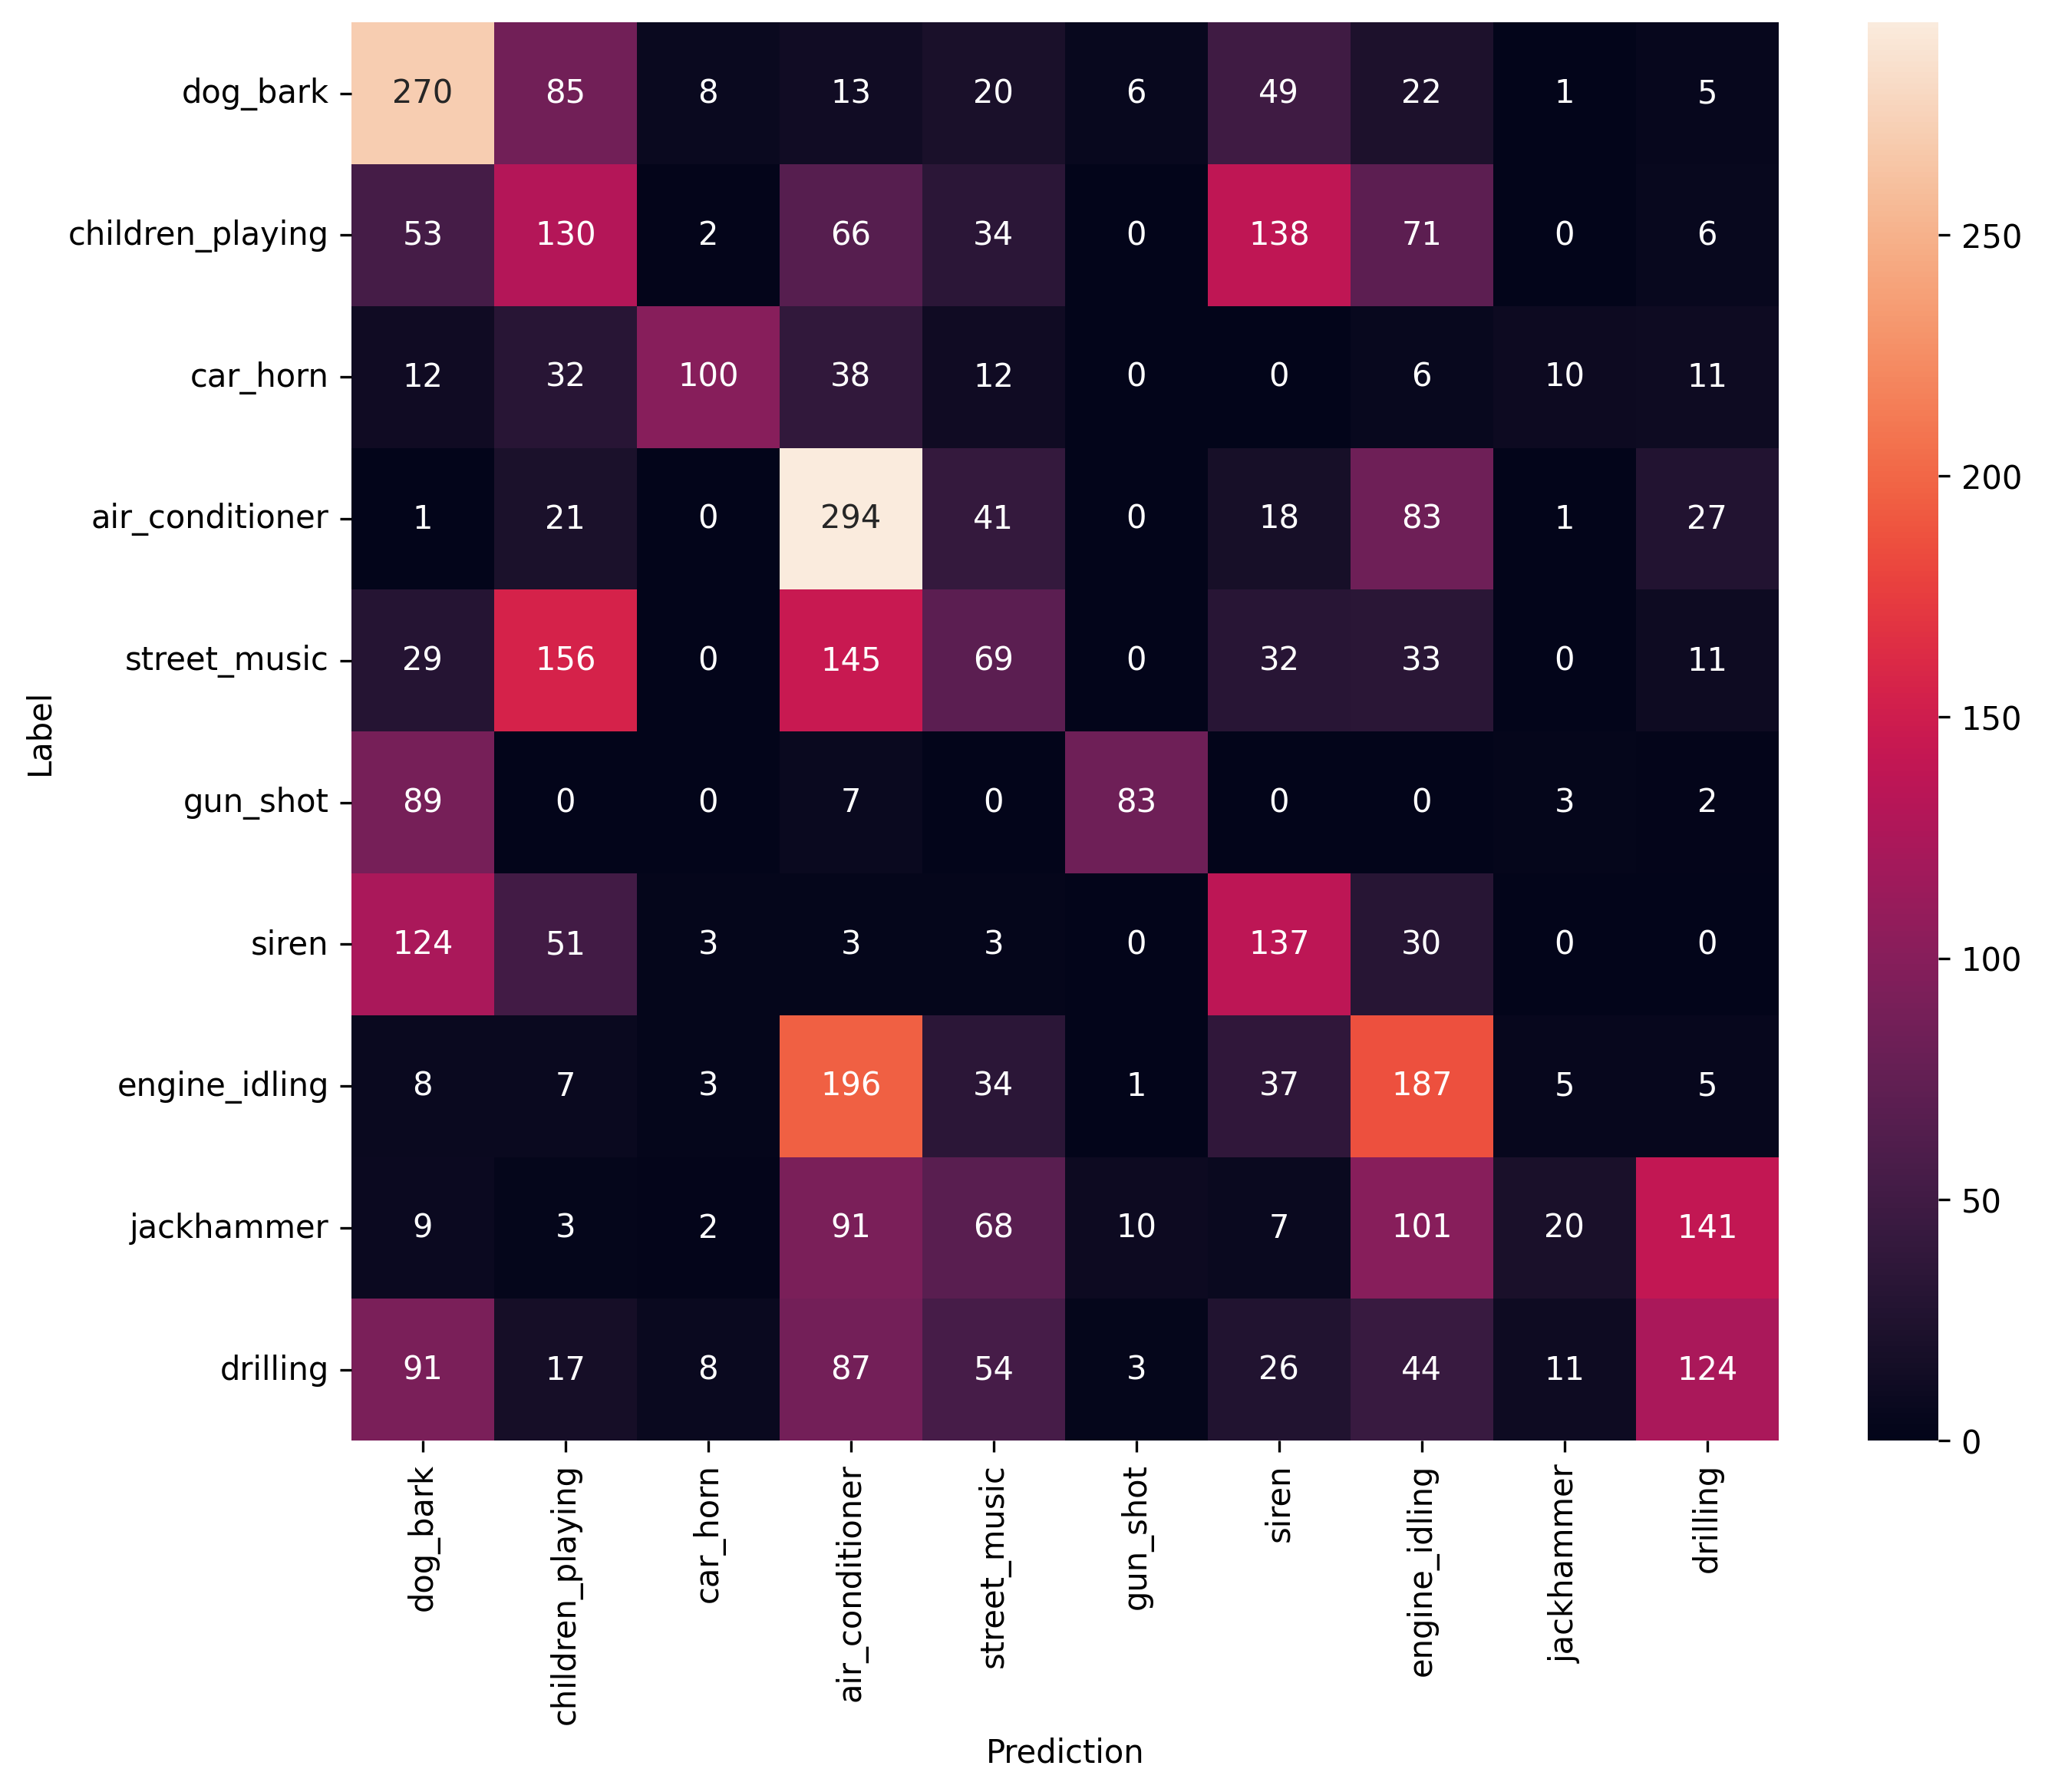 dog_bark 270 85 8 13 20 6 49 22 1 5
children_playing 53 130 2 66 34 0 138 71 0 6
car_horn 12 32 100 38 12 0 0 6 10 11
air_conditioner 1 21 0 294 41 0 18 83 1 27
street_music 29 156 0 145 69 0 32 33 0 11
gun_shot 89 0 0 7 0 83 0 0 3 2
siren 124 51 3 3 3 0 137 30 0 0
engine_idling 8 7 3 196 34 1 37 187 5 5
jackhammer 9 3 2 91 68 10 7 101 20 141
drilling 91 17 8 87 54 3 26 44 11 124
Label
dog_bark
children_playing
car_horn
air_conditioner
street_music
gun_shot
siren
engine_idling
jackhammer
drilling
Prediction
250
200
150
100
50
0